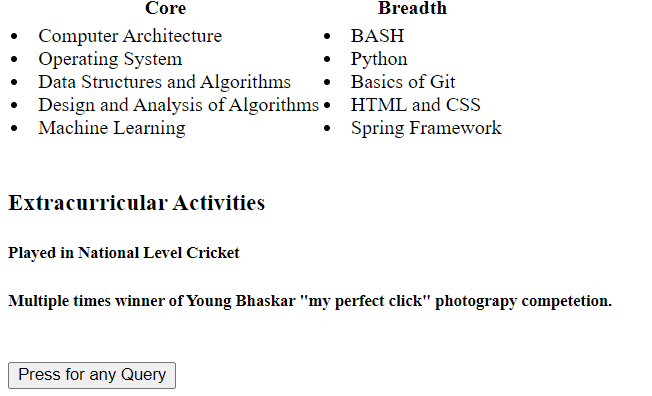 Core Breadth
• Computer Architecture • BASH
• Operating System • Python
• Data Structures and Algorithms • Basics of Git
• Design and Analysis of Algorithms • HTML and CSS
• Machine Learning • Spring Framework
Extracurricular Activities
Played in National Level Cricket
Multiple times winner of Young Bhaskar "my perfect click" photograpy competetion.
Press for any Query